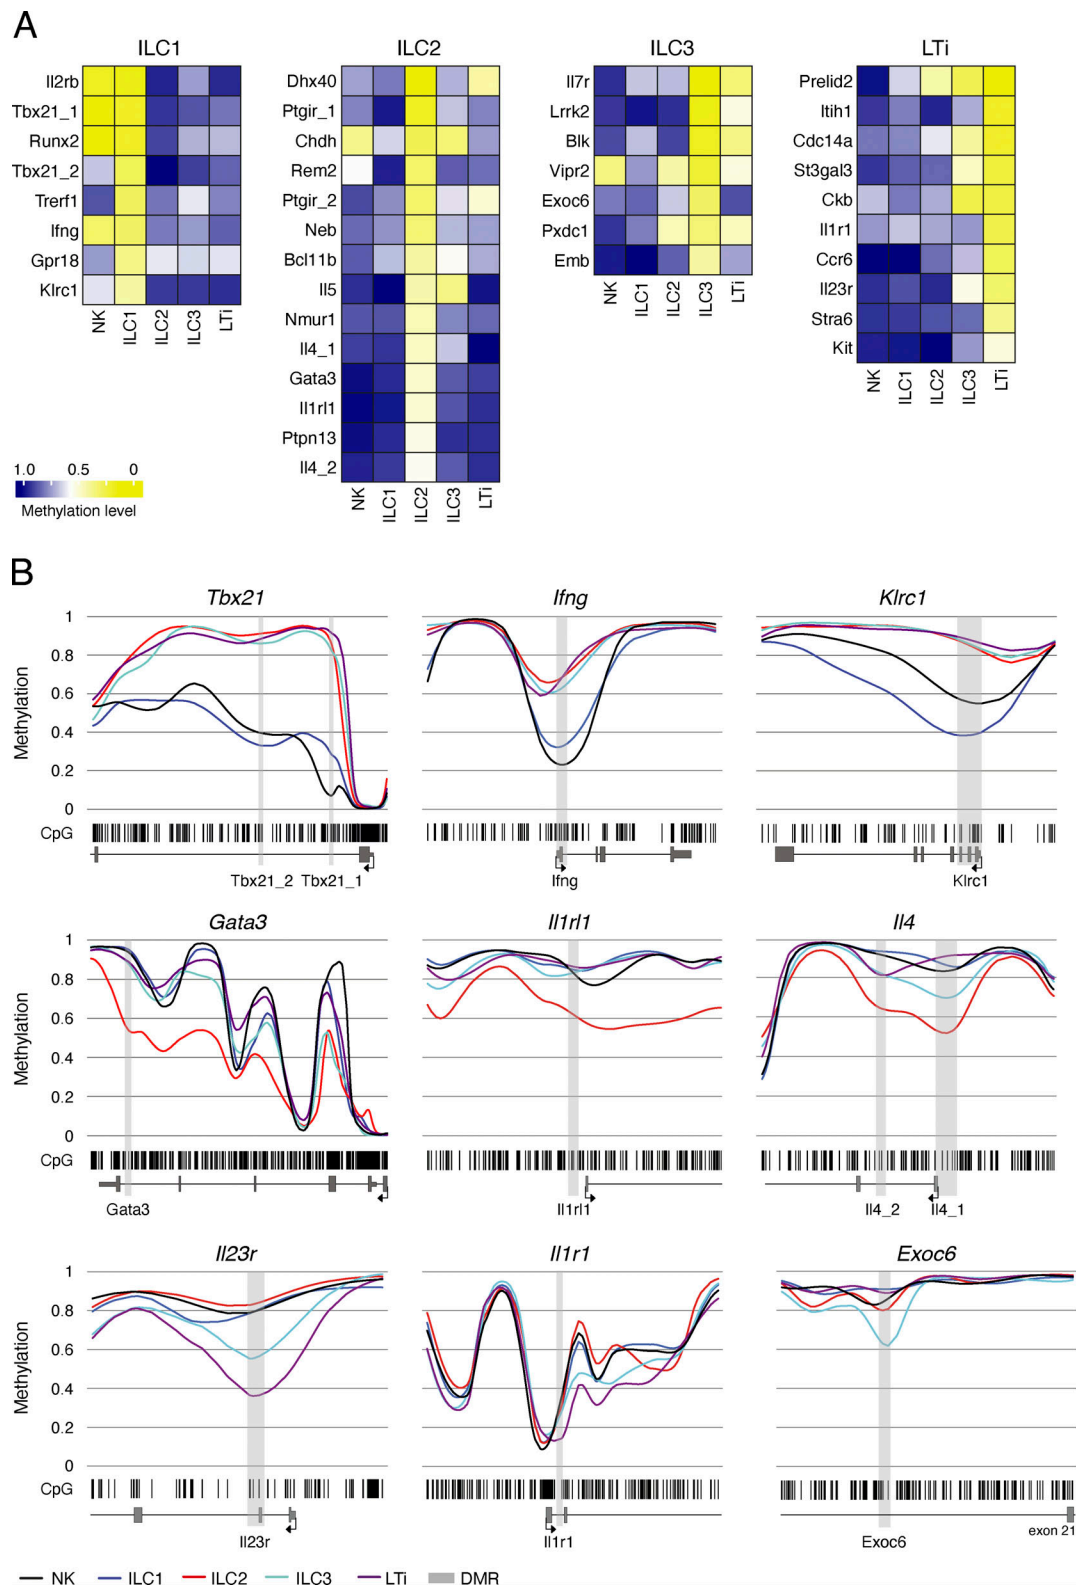 A
ILC1
Il2rb
Tbx21_1
Runx2
Tbx21_2
Trerf1
Ifng
Gpr18
Klrc1
NK
ILC1
ILC2
ILC3
LTi
ILC2
Dhx40
Ptgir_1
Chdh
Rem2
Ptgir_2
Neb
Bcl11b
Il5
Nmur1
Il4_1
Gata3
Il1rl1
Ptpn13
Il4_2
NK
ILC1
ILC2
ILC3
LTi
ILC3
Il7r
Lrrk2
Blk
Vipr2
Exoc6
Pxdc1
Emb
NK
ILC1
ILC2
ILC3
LTi
LTi
Prelid2
Itih1
Cdc14a
St3gal3
Ckb
Il1r1
Ccr6
Il23r
Stra6
Kit
NK
ILC1
ILC2
ILC3
LTi
1.0 0.5 0
Methylation level
B
Tbx21
Methylation
1
0.8
0.6
0.4
0.2
0
CpG
Tbx21_2 Tbx21_1
Ifng
Ifng
Klrc1
Klrc1
Gata3
Methylation
1
0.8
0.6
0.4
0.2
0
CpG
Gata3
Il1rl1
Il1rl1
Il4
Il4_2 Il4_1
Il23r
Methylation
1
0.8
0.6
0.4
0.2
0
CpG
Il23r
Il1r1
Il1r1
Exoc6
Exoc6
exon 21
NK ILC1 ILC2 ILC3 LTi DMR